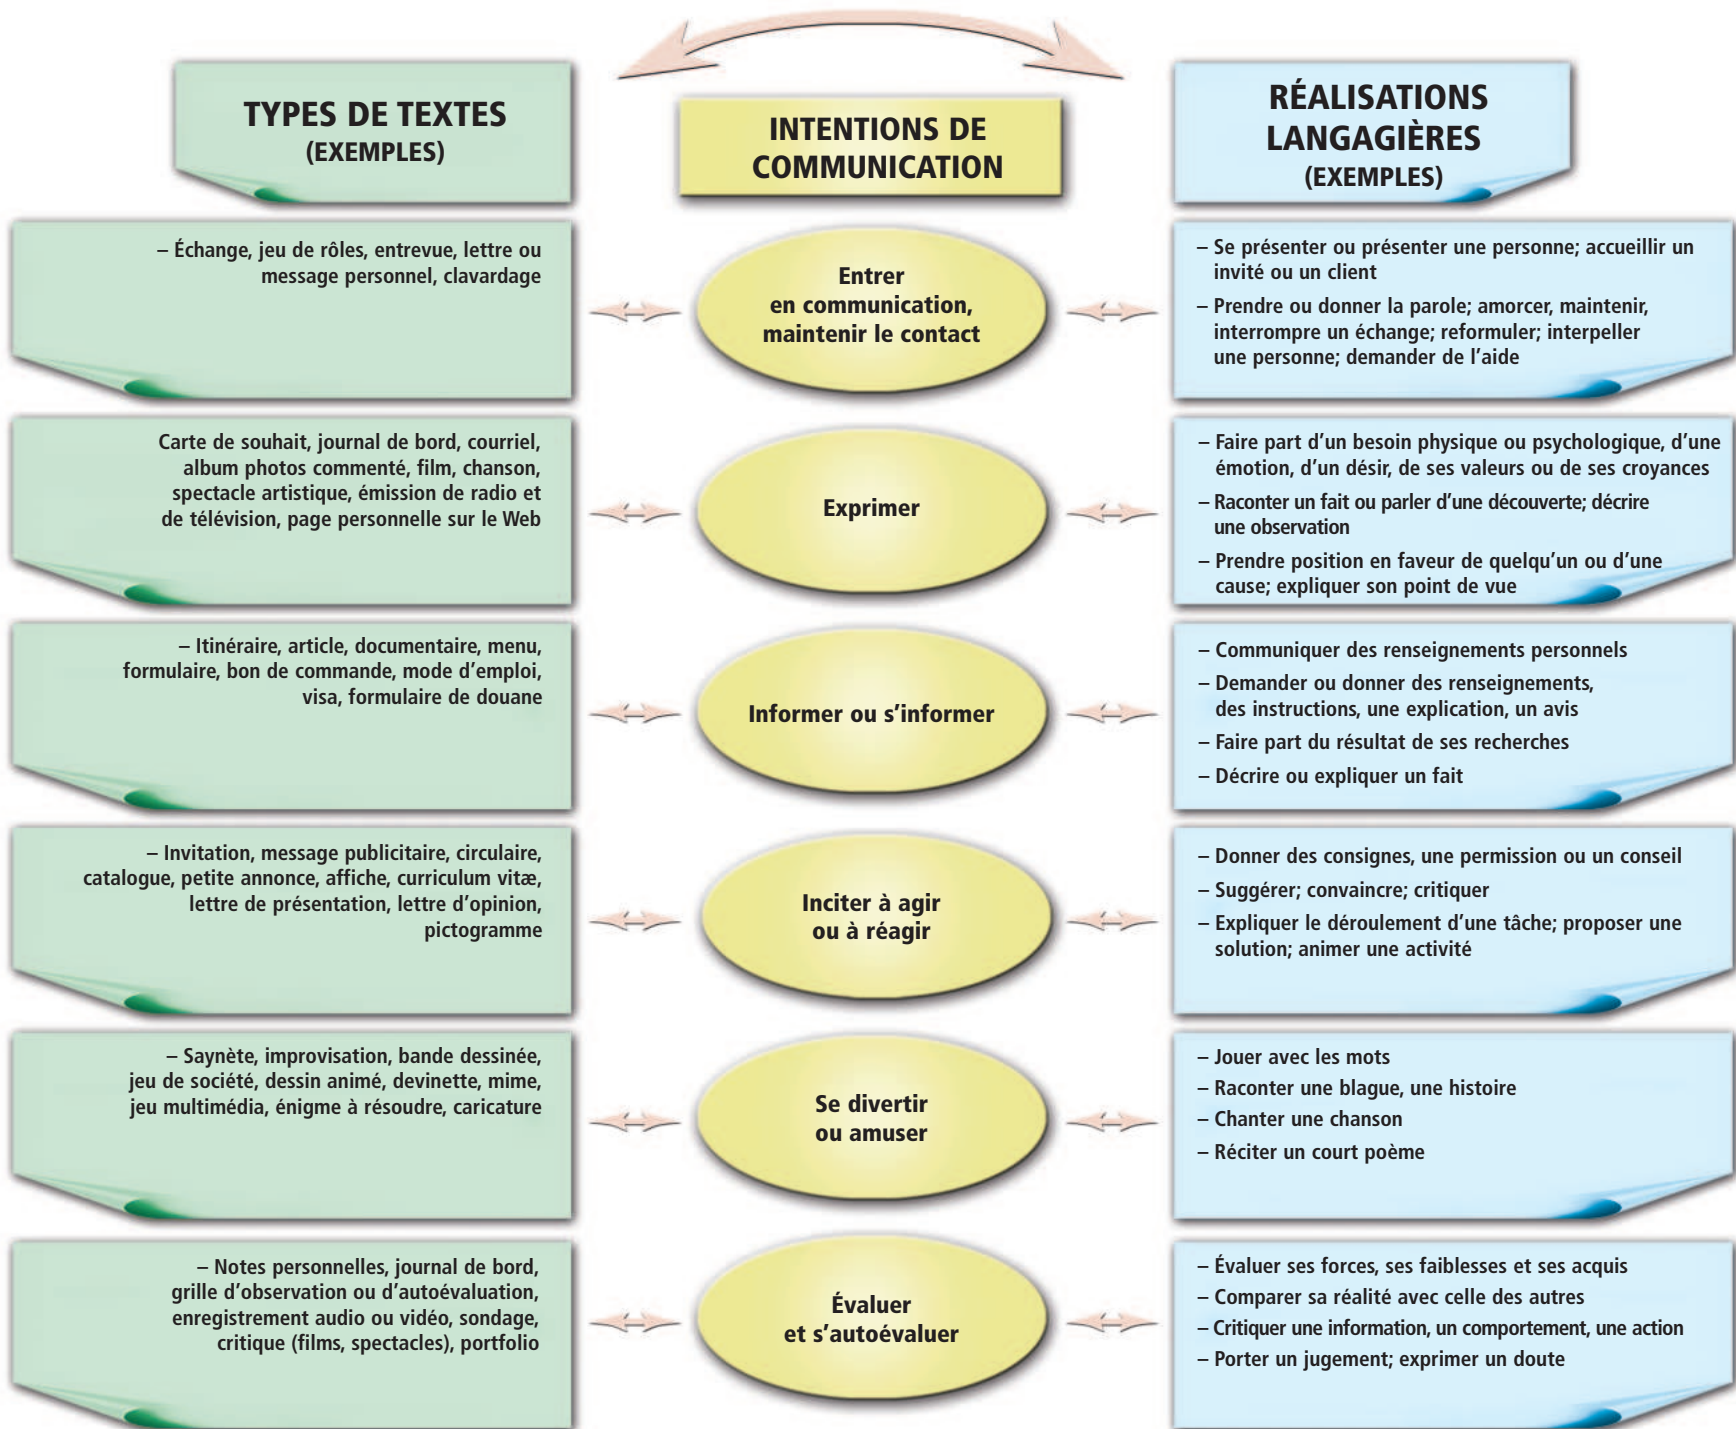 TYPES DE TEXTES
(EXEMPLES)
INTENTIONS DE
COMMUNICATION
RÉALISATIONS
LANGAGIÈRES
(EXEMPLES)
– Échange, jeu de rôles, entrevue, lettre ou
message personnel, clavardage
Entrer
en communication,
maintenir le contact
– Se présenter ou présenter une personne; accueillir un
invité ou un client
– Prendre ou donner la parole; amorcer, maintenir,
interrompre un échange; reformuler; interpeller
une personne; demander de l’aide
Carte de souhait, journal de bord, courriel,
album photos commenté, film, chanson,
spectacle artistique, émission de radio et
de télévision, page personnelle sur le Web
Exprimer
– Faire part d’un besoin physique ou psychologique, d’une
émotion, d’un désir, de ses valeurs ou de ses croyances
– Raconter un fait ou parler d’une découverte; décrire
une observation
– Prendre position en faveur de quelqu’un ou d’une
cause; expliquer son point de vue
– Itinéraire, article, documentaire, menu,
formulaire, bon de commande, mode d’emploi,
visa, formulaire de douane
Informer ou s’informer
– Communiquer des renseignements personnels
– Demander ou donner des renseignements,
des instructions, une explication, un avis
– Faire part du résultat de ses recherches
– Décrire ou expliquer un fait
– Invitation, message publicitaire, circulaire,
catalogue, petite annonce, affiche, curriculum vitæ,
lettre de présentation, lettre d’opinion,
pictogramme
Inciter à agir
ou à réagir
– Donner des consignes, une permission ou un conseil
– Suggérer; convaincre; critiquer
– Expliquer le déroulement d’une tâche; proposer une
solution; animer une activité
– Saynète, improvisation, bande dessinée,
jeu de société, dessin animé, devinette, mime,
jeu multimédia, énigme à résoudre, caricature
Se divertir
ou amuser
– Jouer avec les mots
– Raconter une blague, une histoire
– Chanter une chanson
– Réciter un court poème
– Notes personnelles, journal de bord,
grille d’observation ou d’autoévaluation,
enregistrement audio ou vidéo, sondage,
critique (films, spectacles), portfolio
Évaluer
et s’autoévaluer
– Évaluer ses forces, ses faiblesses et ses acquis
– Comparer sa réalité avec celle des autres
– Critiquer une information, un comportement, une action
– Porter un jugement; exprimer un doute